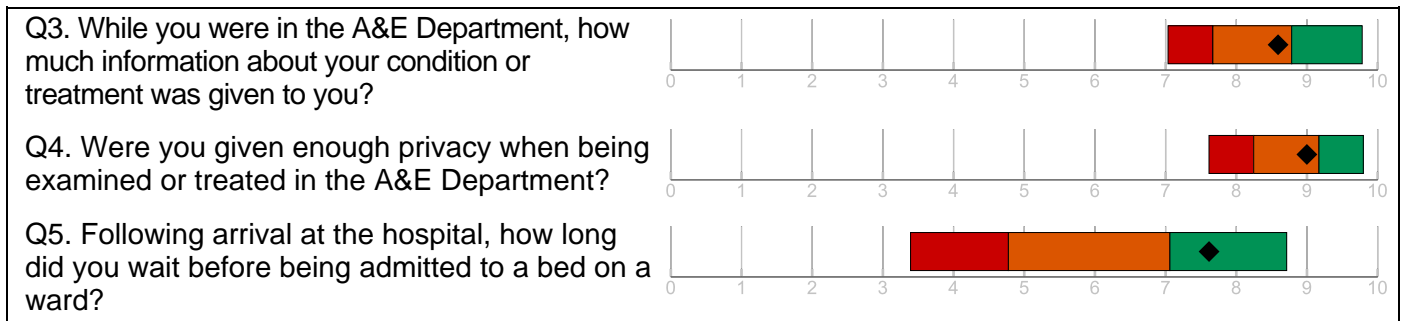 Q3. While you were in the A&E Department, how
much information about your condition or
treatment was given to you?
0 1 2 3 4 5 6 7 8 9 10
Q4. Were you given enough privacy when being
examined or treated in the A&E Department?
0 1 2 3 4 5 6 7 8 9 10
Q5. Following arrival at the hospital, how long
did you wait before being admitted to a bed on a
ward?
0 1 2 3 4 5 6 7 8 9 10